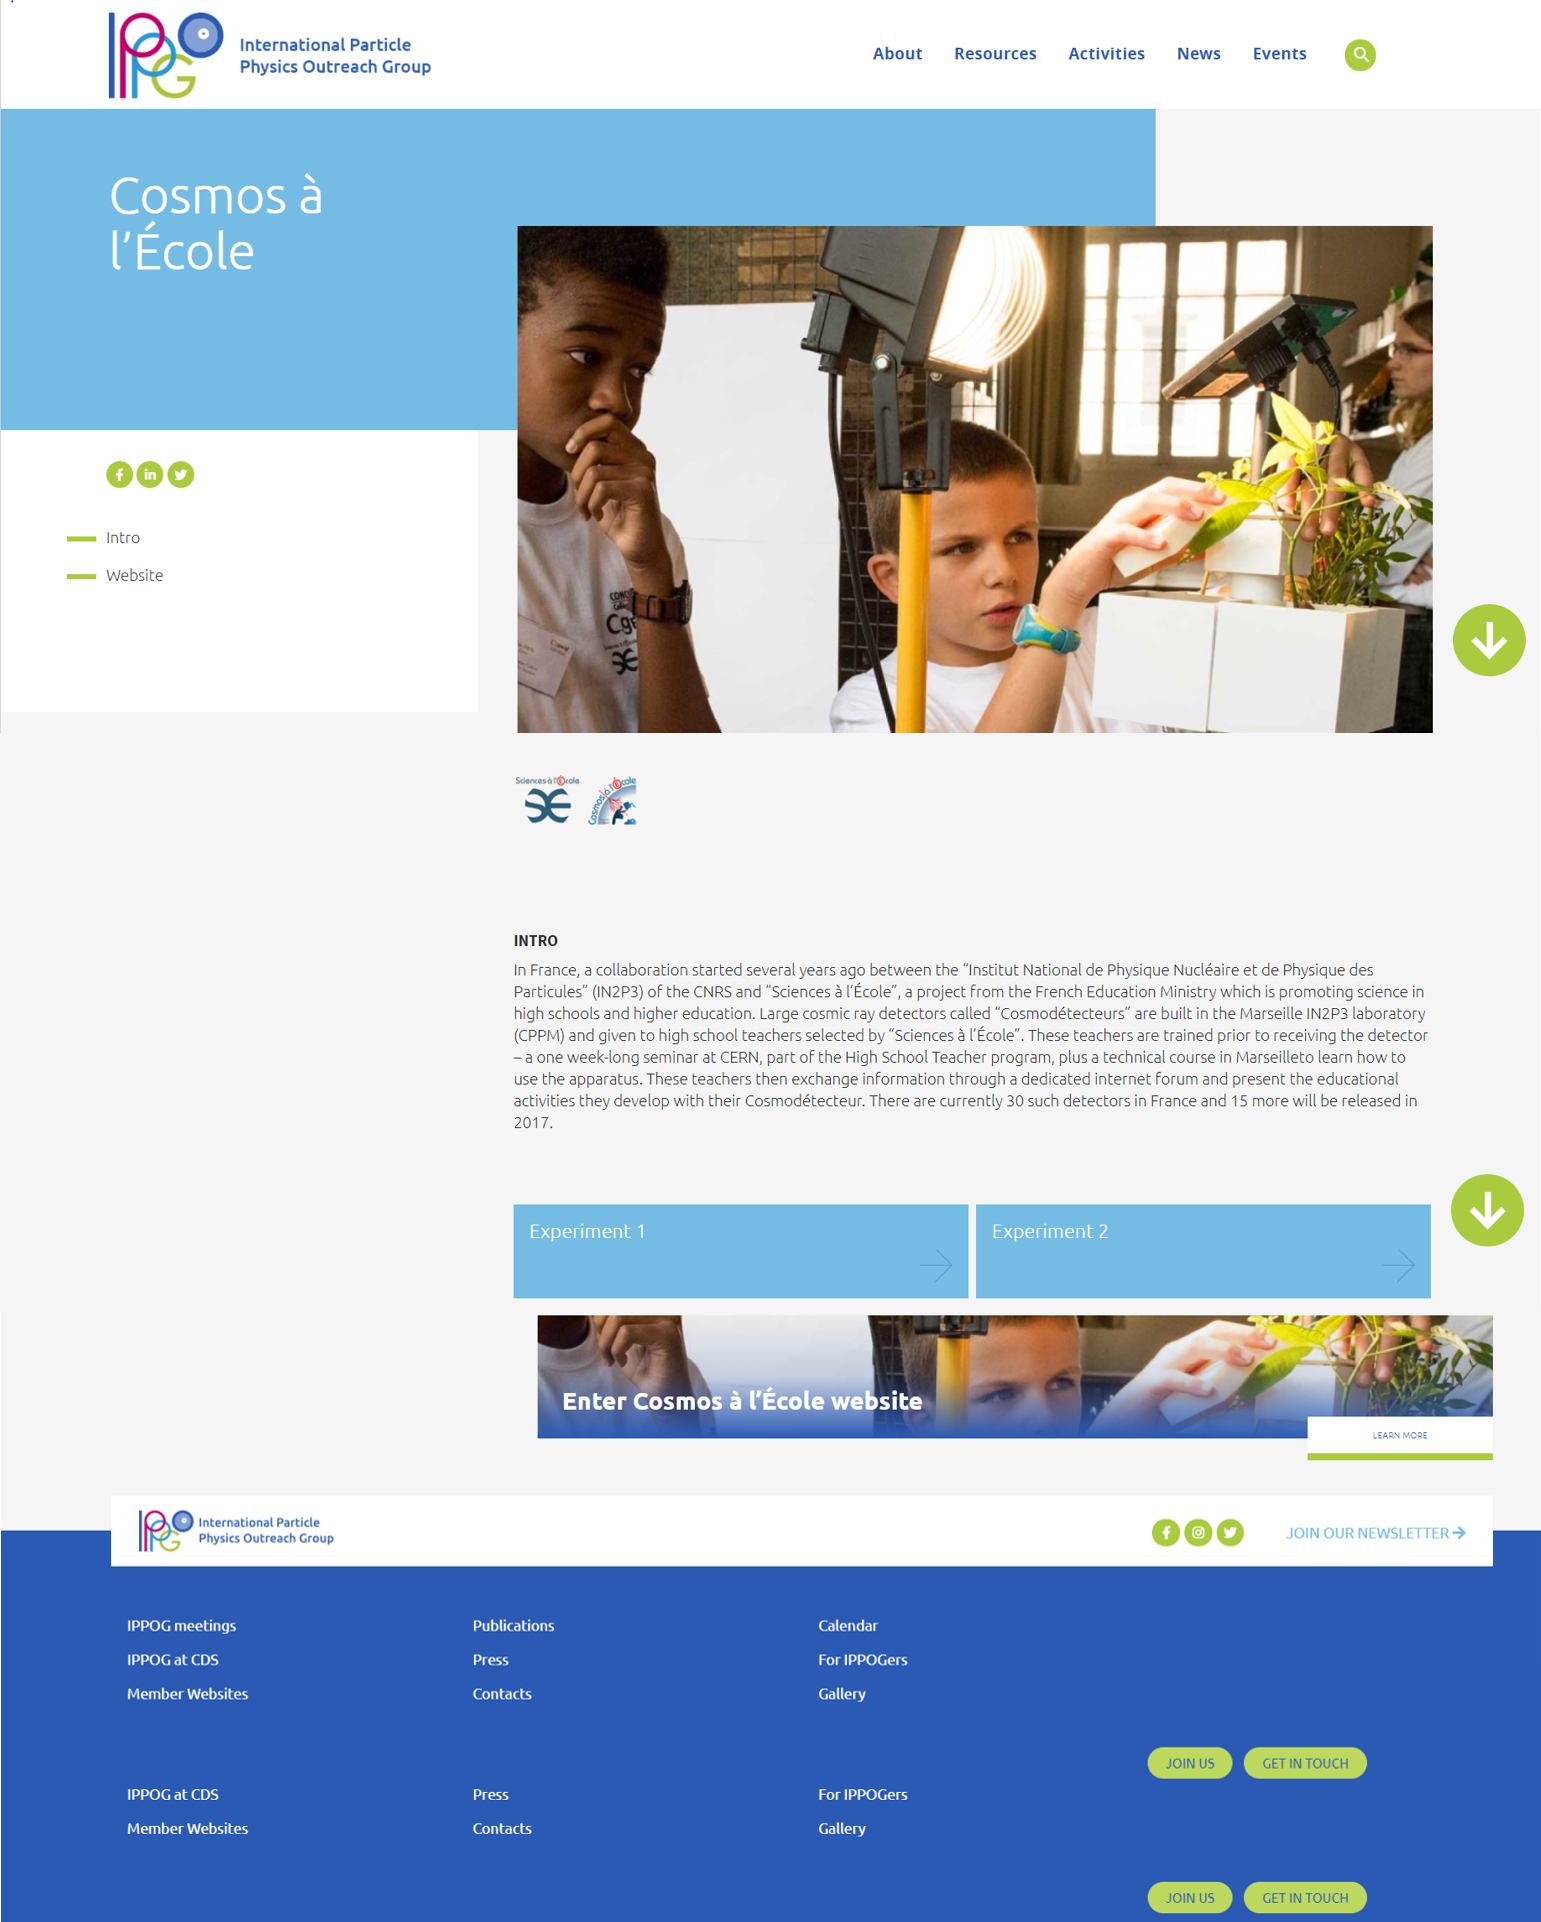 IPPOG International Particle
Physics Outreach Group
About Resources Activities News Events
Cosmos à
l'École
Intro
Website
Sciences à l'École
Cosmos à l'École
INTRO
In France, a collaboration started several years ago between the "Institut National de Physique Nucléaire et de Physique des
Particules" (IN2P3) of the CNRS and "Sciences à l'École", a project from the French Education Ministry which is promoting science in
high schools and higher education. Large cosmic ray detectors called "Cosmodétecteurs" are built in the Marseille IN2P3 laboratory
(CPPM) and given to high school teachers selected by "Sciences à l'École". These teachers are trained prior to receiving the detector
– a one week-long seminar at CERN, part of the High School Teacher program, plus a technical course in Marseilleto learn how to
use the apparatus. These teachers then exchange information through a dedicated internet forum and present the educational
activities they develop with their Cosmodétecteur. There are currently 30 such detectors in France and 15 more will be released in
2017.
Experiment 1
Experiment 2
Enter Cosmos à l'École website
LEARN MORE
IPPOG International Particle
Physics Outreach Group
JOIN OUR NEWSLETTER
IPPOG meetings Publications Calendar
IPPOG at CDS Press For IPPOGers
Member Websites Contacts Gallery
JOIN US GET IN TOUCH
IPPOG at CDS Press For IPPOGers
Member Websites Contacts Gallery
JOIN US GET IN TOUCH